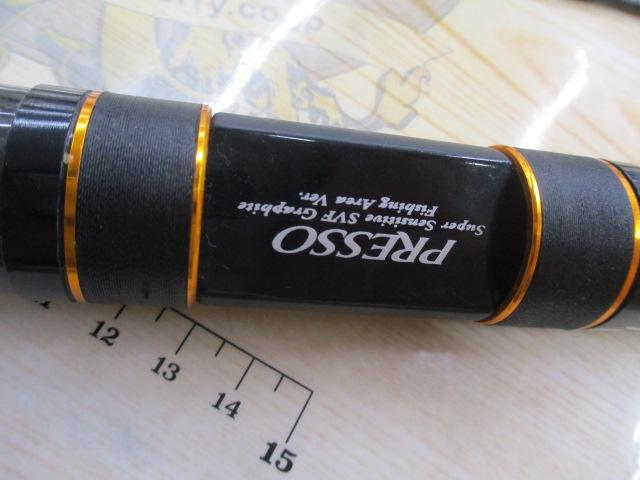 PRESSO
Super Sensitive SVF Graphite
Fishing Area Ver.
12
13
14
15